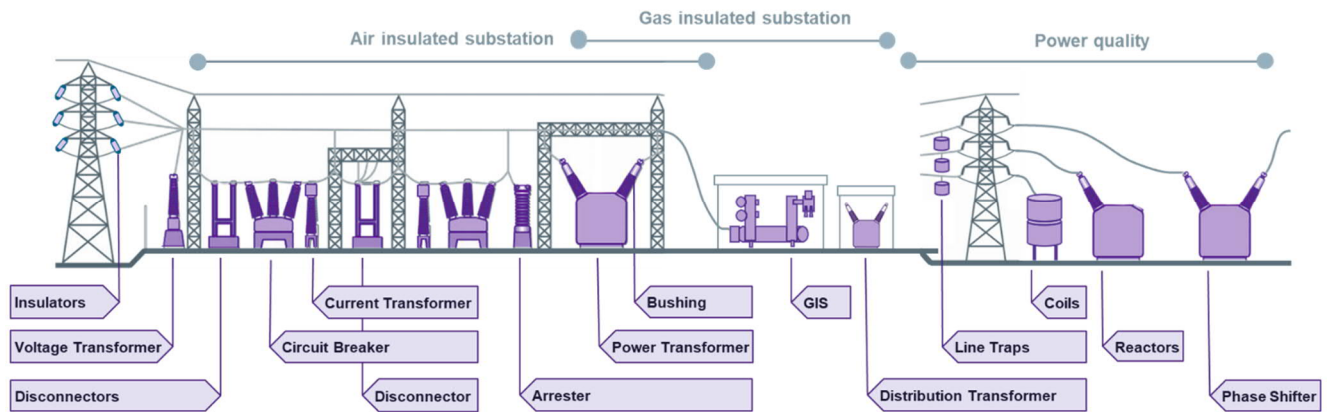 Gas insulated substation
Air insulated substation
Power quality
Insulators
Current Transformer
Bushing
GIS
Coils
Voltage Transformer
Circuit Breaker
Power Transformer
Line Traps
Reactors
Disconnectors
Disconnector
Arrester
Distribution Transformer
Phase Shifter